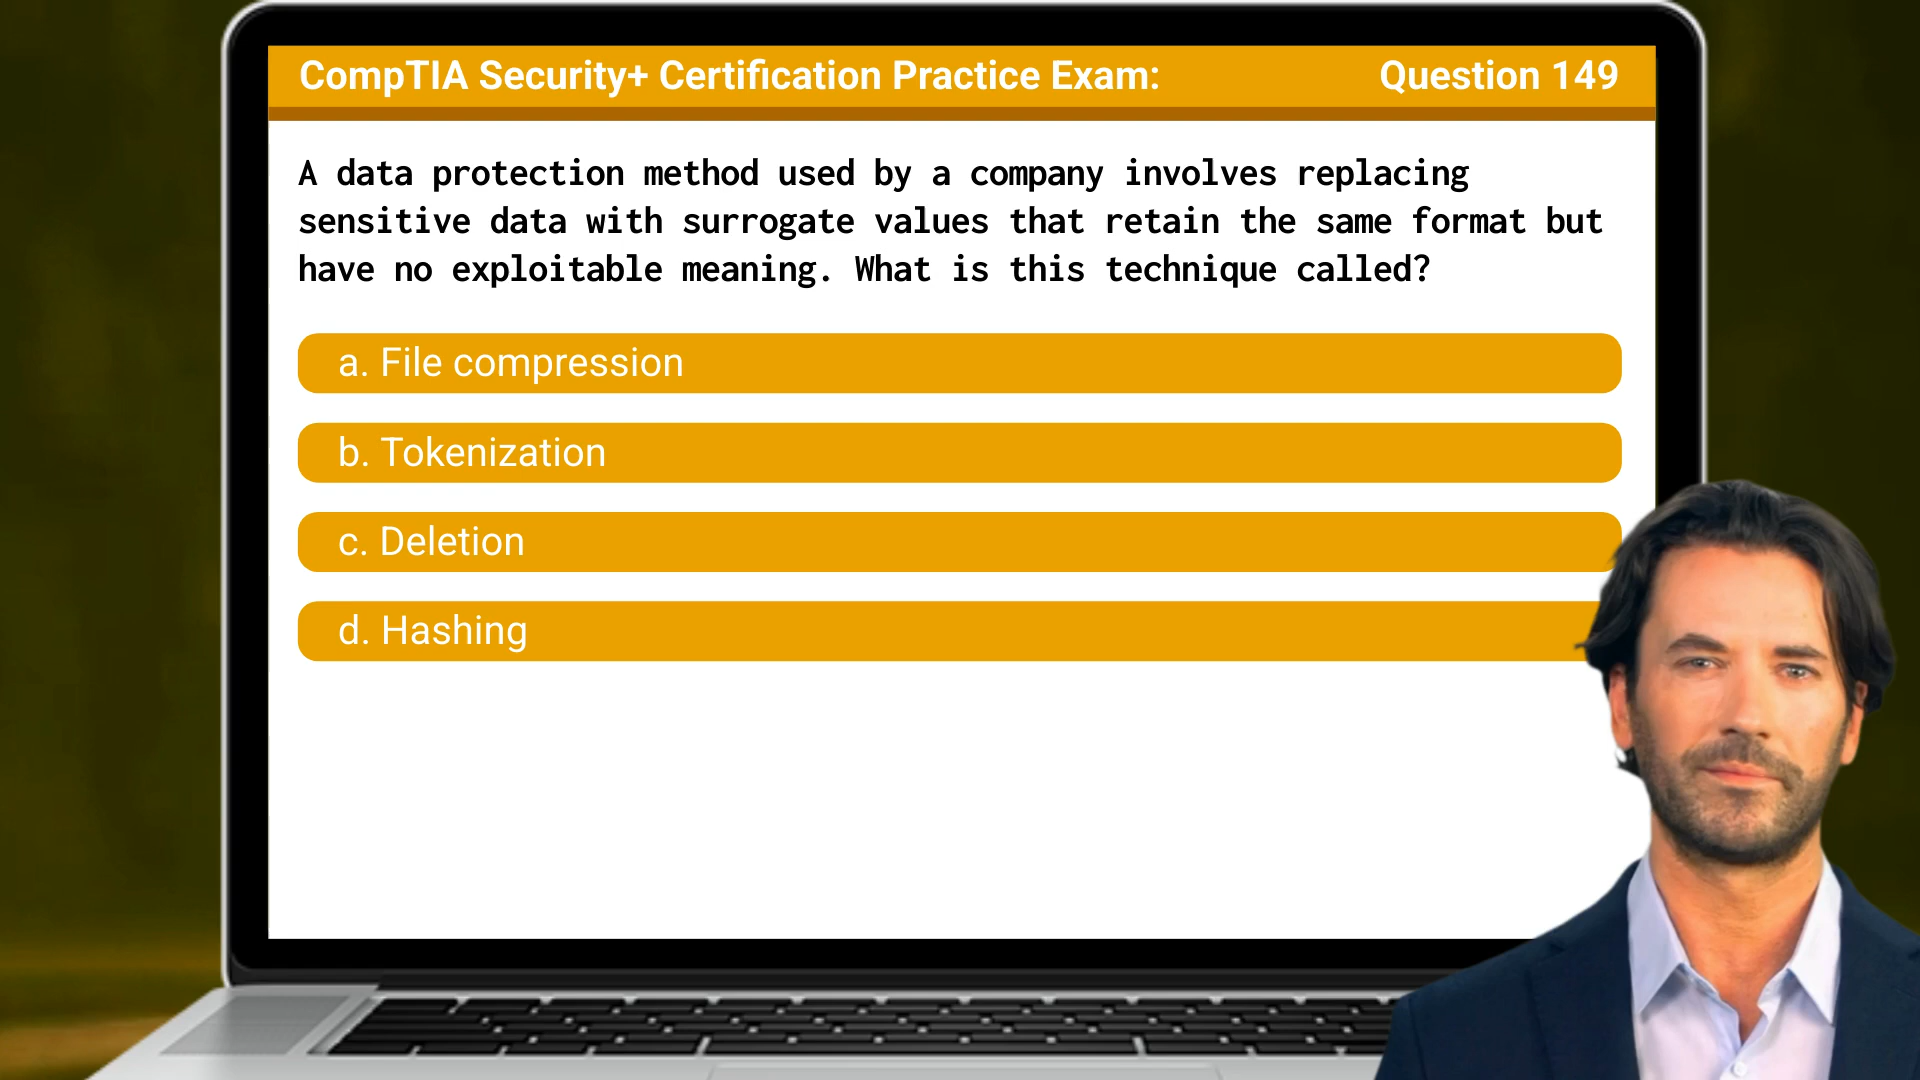 CompTIA Security+ Certification Practice Exam:
Question 149
A data protection method used by a company involves replacing
sensitive data with surrogate values that retain the same format but
have no exploitable meaning. What is this technique called?
a. File compression
b. Tokenization
c. Deletion
d. Hashing